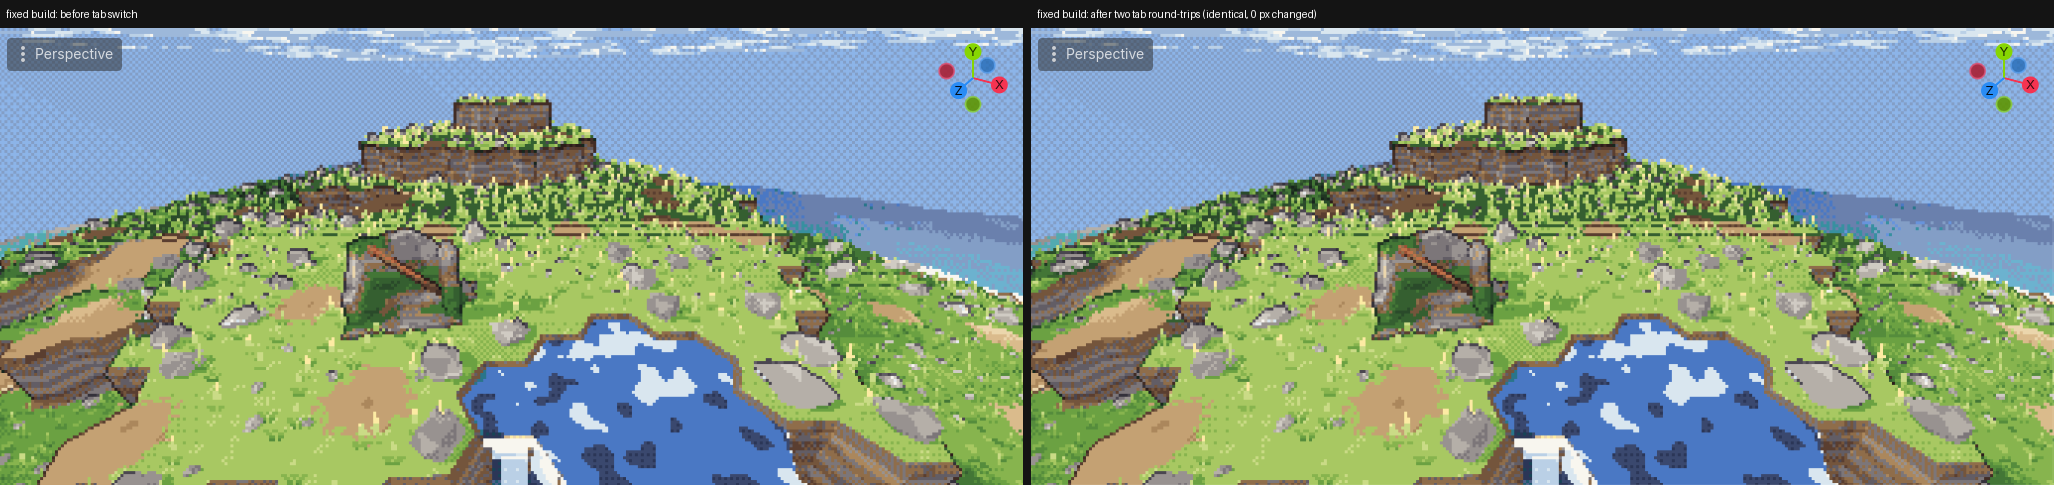 fixed build: before tab switch
fixed build: after two tab round-trips (identical, 0 px changed)
Perspective
Y
X
Z
Perspective
Y
X
Z